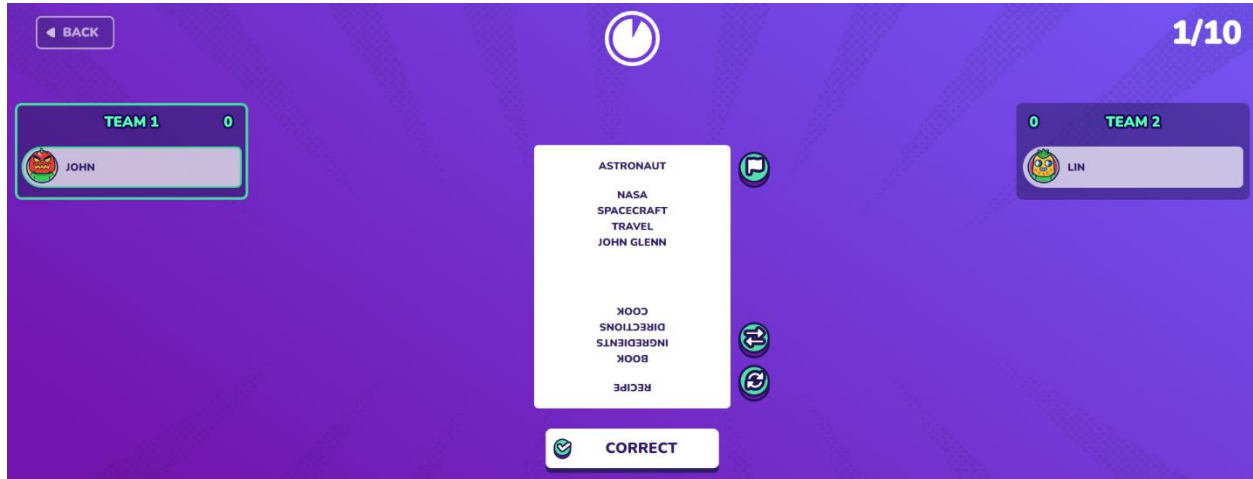 BACK
1/10
TEAM 1 0
JOHN
0 TEAM 2
LIN
ASTRONAUT
NASA
SPACECRAFT
TRAVEL
JOHN GLENN
COOK
DIRECTIONS
INGREDIENTS
BOOK
RECIPE
CORRECT